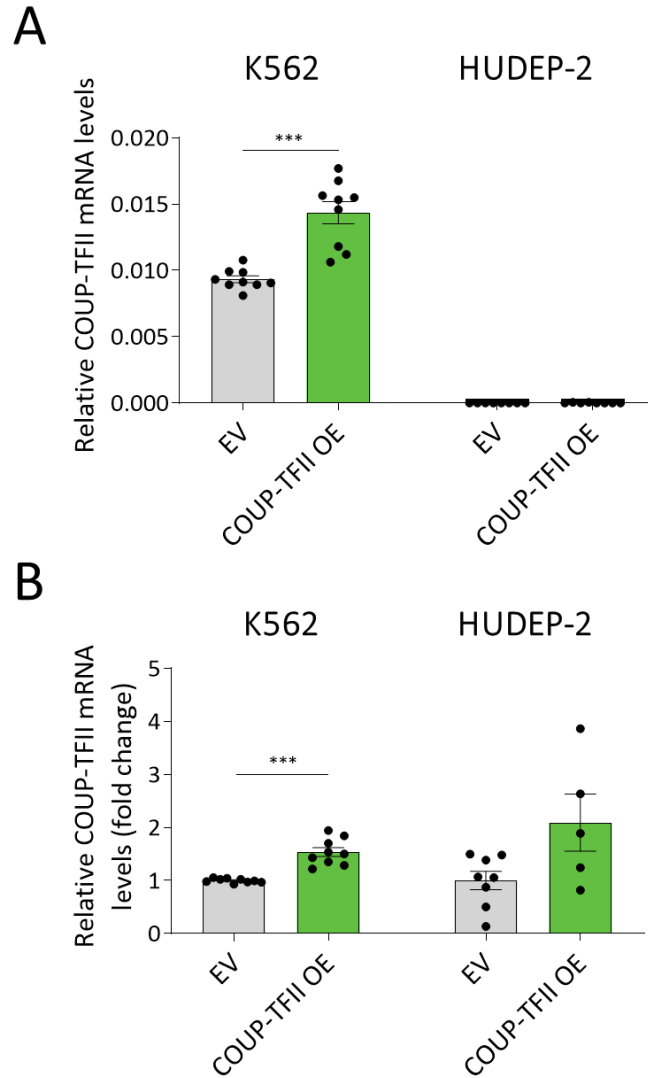 A
K562 HUDEP-2
Relative COUP-TFII mRNA levels
0.020
0.015
0.010
0.005
0.000
***
EV
COUP-TFII OE
EV
COUP-TFII OE
B
K562 HUDEP-2
Relative COUP-TFII mRNA
levels (fold change)
5
4
3
2
1
0
***
EV
COUP-TFII OE
EV
COUP-TFII OE